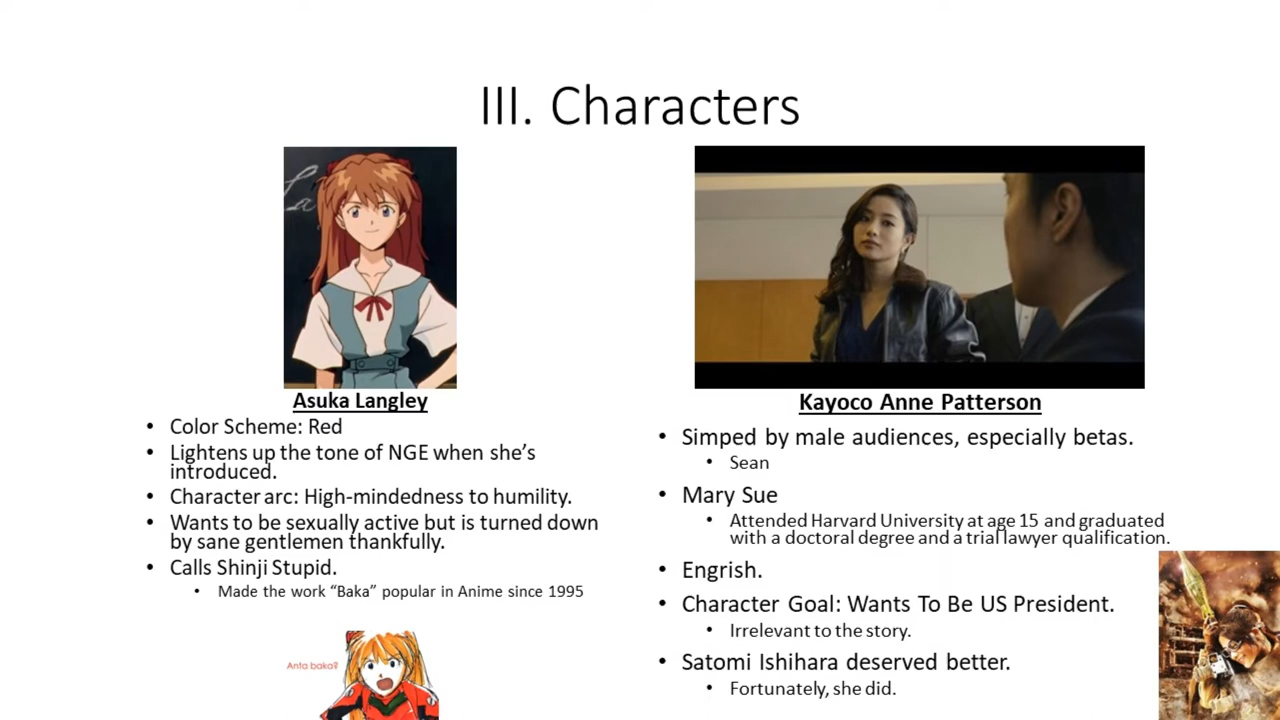 III. Characters
La
Asuka Langley
• Color Scheme: Red
• Lightens up the tone of NGE when she's
introduced.
• Character arc: High-mindedness to humility.
• Wants to be sexually active but is turned down
by sane gentlemen thankfully.
• Calls Shinji Stupid.
• Made the work “Baka” popular in Anime since 1995
Anta baka?
Kayoco Anne Patterson
• Simped by male audiences, especially betas.
• Sean
• Mary Sue
• Attended Harvard University at age 15 and graduated
with a doctoral degree and a trial lawyer qualification.
• Engrish.
• Character Goal: Wants To Be US President.
• Irrelevant to the story.
• Satomi Ishihara deserved better.
• Fortunately, she did.